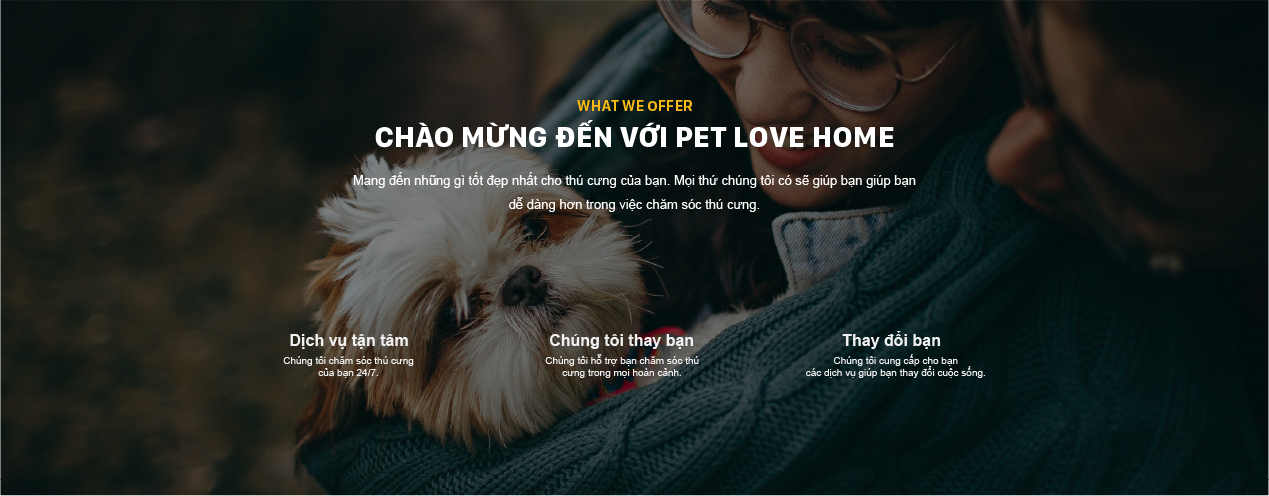 WHAT WE OFFER
CHÀO MỪNG ĐẾN VỚI PET LOVE HOME
Mang đến những gì tốt đẹp nhất cho thú cưng của bạn. Mọi thứ chúng tôi có sẽ giúp bạn giúp bạn
dễ dàng hơn trong việc chăm sóc thú cưng.
Dịch vụ tận tâm
Chúng tôi chăm sóc thú cưng
của bạn 24/7.
Chúng tôi thay bạn
Chúng tôi hỗ trợ bạn chăm sóc thú
cưng trong mọi hoàn cảnh.
Thay đổi bạn
Chúng tôi cung cấp cho bạn
các dịch vụ giúp bạn thay đổi cuộc sống.